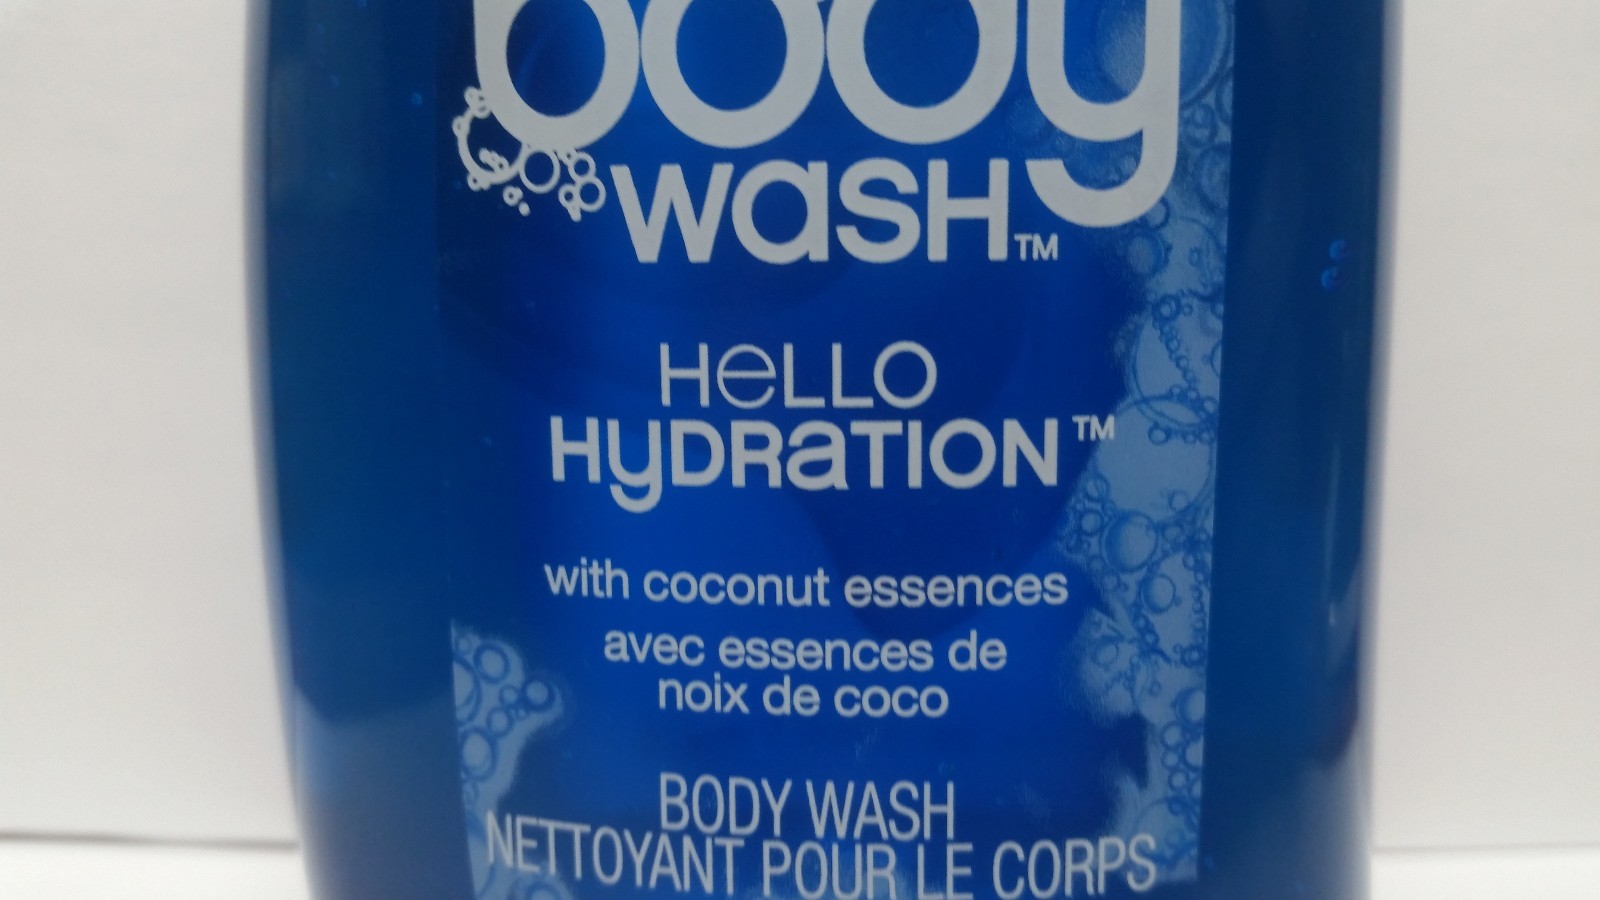 body
wash™
HeLLO
HyDRaTION™
with coconut essences
avec essences de
noix de coco
BODY WASH
NETTOYANT POUR LE CORPS